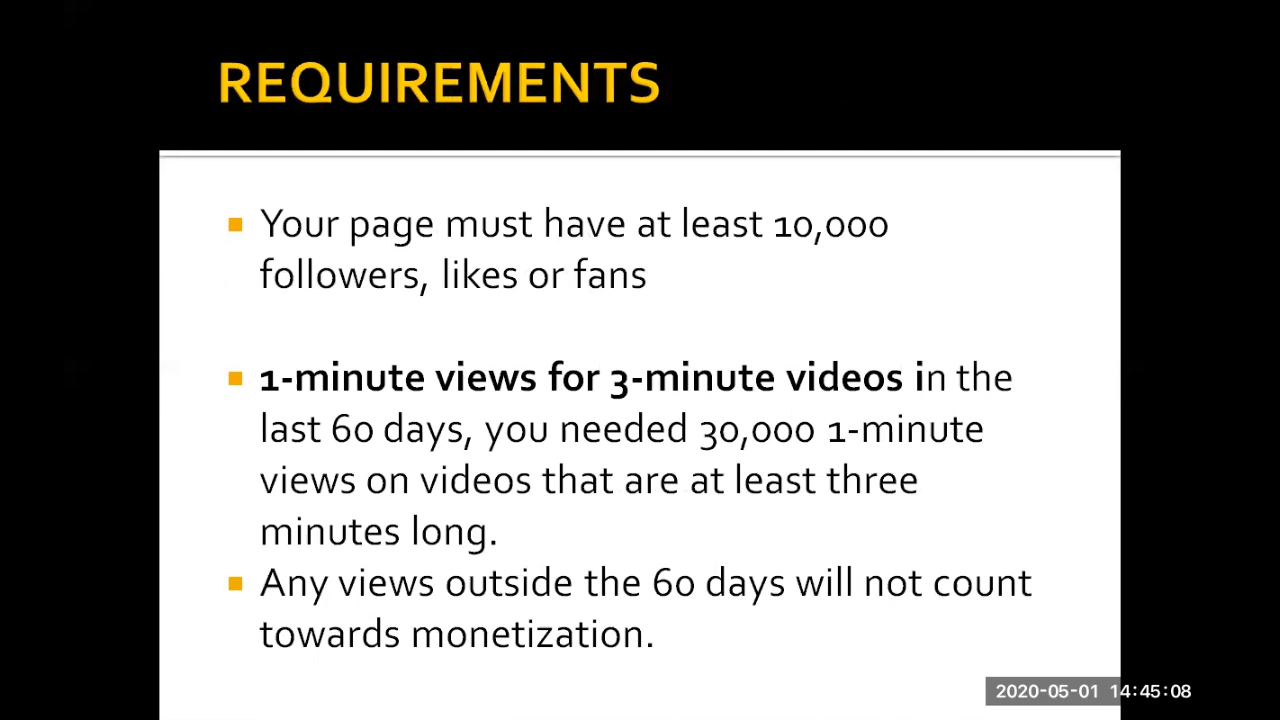 REQUIREMENTS
Your page must have at least 10,000
followers, likes or fans
1-minute views for 3-minute videos in the
last 60 days, you needed 30,000 1-minute
views on videos that are at least three
minutes long.
Any views outside the 60 days will not count
towards monetization.
2020-05-01 14:45:08